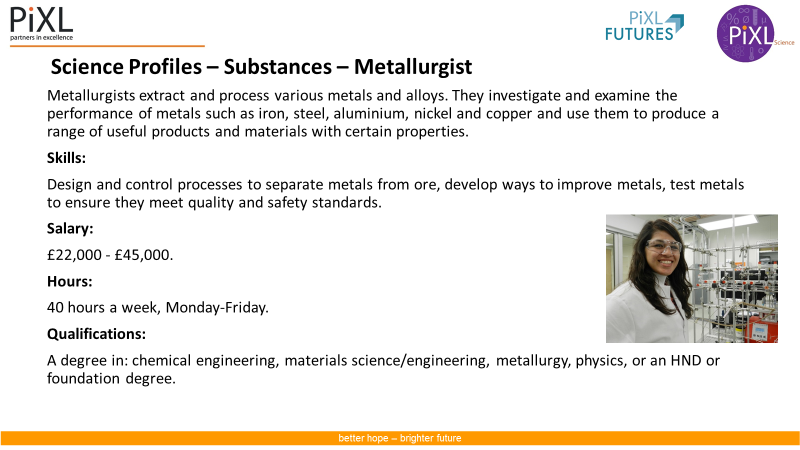 PiXL
partners in excellence
PiXL
FUTURES
PiXL
Science
Science Profiles – Substances – Metallurgist
Metallurgists extract and process various metals and alloys. They investigate and examine the
performance of metals such as iron, steel, aluminium, nickel and copper and use them to produce a
range of useful products and materials with certain properties.
Skills:
Design and control processes to separate metals from ore, develop ways to improve metals, test metals
to ensure they meet quality and safety standards.
Salary:
£22,000 - £45,000.
Hours:
40 hours a week, Monday-Friday.
Qualifications:
A degree in: chemical engineering, materials science/engineering, metallurgy, physics, or an HND or
foundation degree.
better hope – brighter future